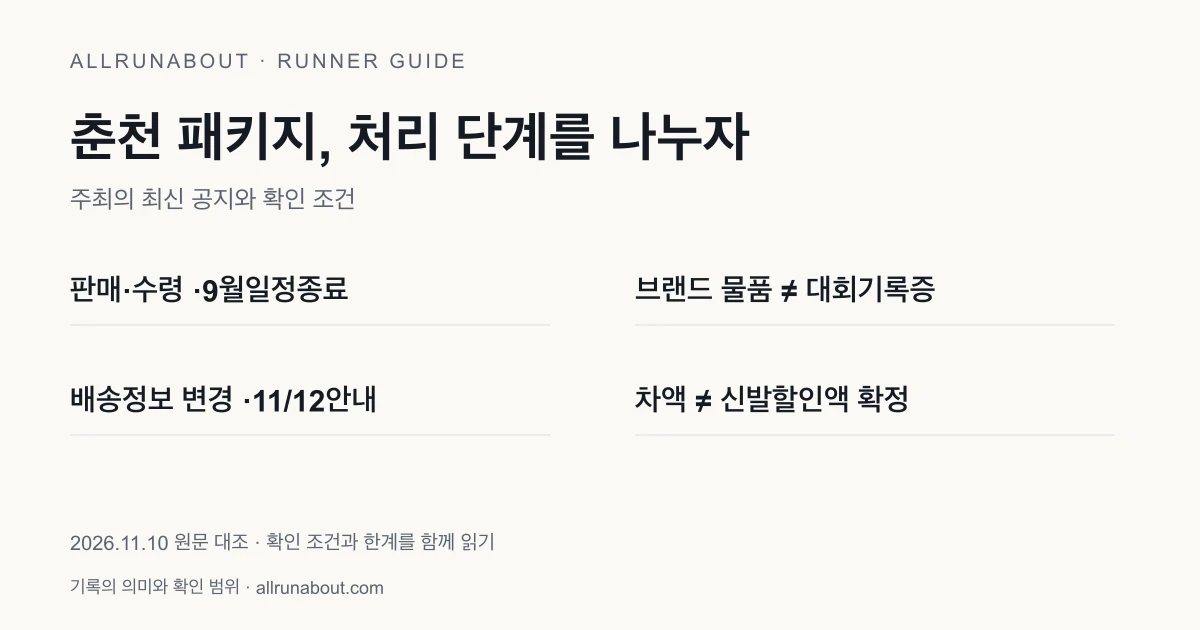 ALLRUNABOUT · RUNNER GUIDE
춘천 패키지, 처리 단계를 나누자
주최의 최신 공지와 확인 조건
판매·수령 ·9월일정종료
브랜드 물품 ≠ 대회기록증
배송정보 변경 ·11/12안내
차액 ≠ 신발할인액 확정
2026.11.10 원문 대조 · 확인 조건과 한계를 함께 읽기
기록의 의미와 확인 범위 · allrunabout.com